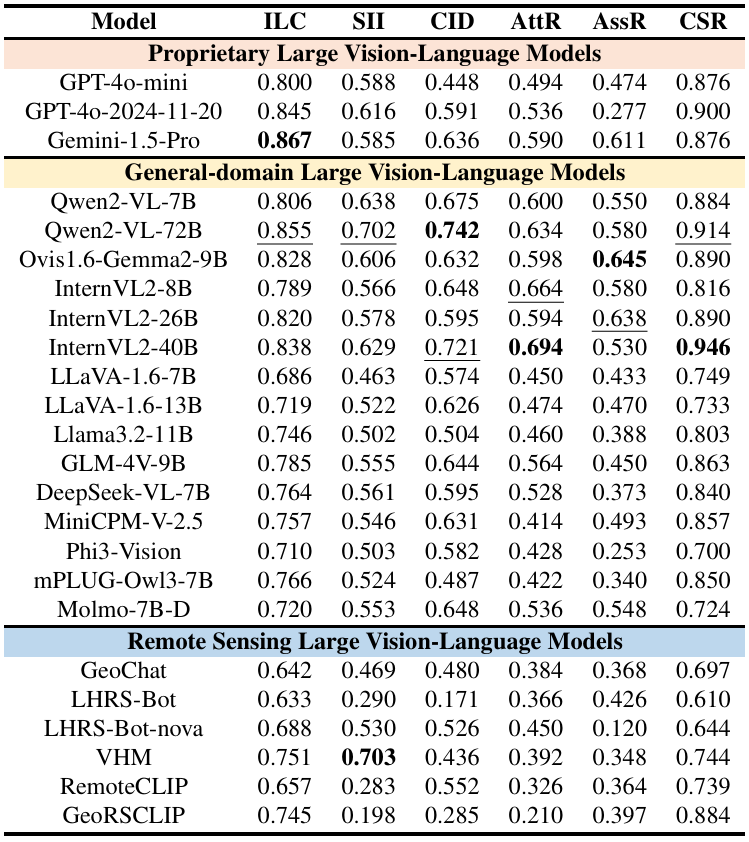 Model ILC SII CID AttR AssR CSR
Proprietary Large Vision-Language Models
GPT-4o-mini 0.800 0.588 0.448 0.494 0.474 0.876
GPT-4o-2024-11-20 0.845 0.616 0.591 0.536 0.277 0.900
Gemini-1.5-Pro 0.867 0.585 0.636 0.590 0.611 0.876
General-domain Large Vision-Language Models
Qwen2-VL-7B 0.806 0.638 0.675 0.600 0.550 0.884
Qwen2-VL-72B 0.855 0.702 0.742 0.634 0.580 0.914
Ovis1.6-Gemma2-9B 0.828 0.606 0.632 0.598 0.645 0.890
InternVL2-8B 0.789 0.566 0.648 0.664 0.580 0.816
InternVL2-26B 0.820 0.578 0.595 0.594 0.638 0.890
InternVL2-40B 0.838 0.629 0.721 0.694 0.530 0.946
LLaVA-1.6-7B 0.686 0.463 0.574 0.450 0.433 0.749
LLaVA-1.6-13B 0.719 0.522 0.626 0.474 0.470 0.733
Llama3.2-11B 0.746 0.502 0.504 0.460 0.388 0.803
GLM-4V-9B 0.785 0.555 0.644 0.564 0.450 0.863
DeepSeek-VL-7B 0.764 0.561 0.595 0.528 0.373 0.840
MiniCPM-V-2.5 0.757 0.546 0.631 0.414 0.493 0.857
Phi3-Vision 0.710 0.503 0.582 0.428 0.253 0.700
mPLUG-Owl3-7B 0.766 0.524 0.487 0.422 0.340 0.850
Molmo-7B-D 0.720 0.553 0.648 0.536 0.548 0.724
Remote Sensing Large Vision-Language Models
GeoChat 0.642 0.469 0.480 0.384 0.368 0.697
LHRS-Bot 0.633 0.290 0.171 0.366 0.426 0.610
LHRS-Bot-nova 0.688 0.530 0.526 0.450 0.120 0.644
VHM 0.751 0.703 0.436 0.392 0.348 0.744
RemoteCLIP 0.657 0.283 0.552 0.326 0.364 0.739
GeoRSCLIP 0.745 0.198 0.285 0.210 0.397 0.884